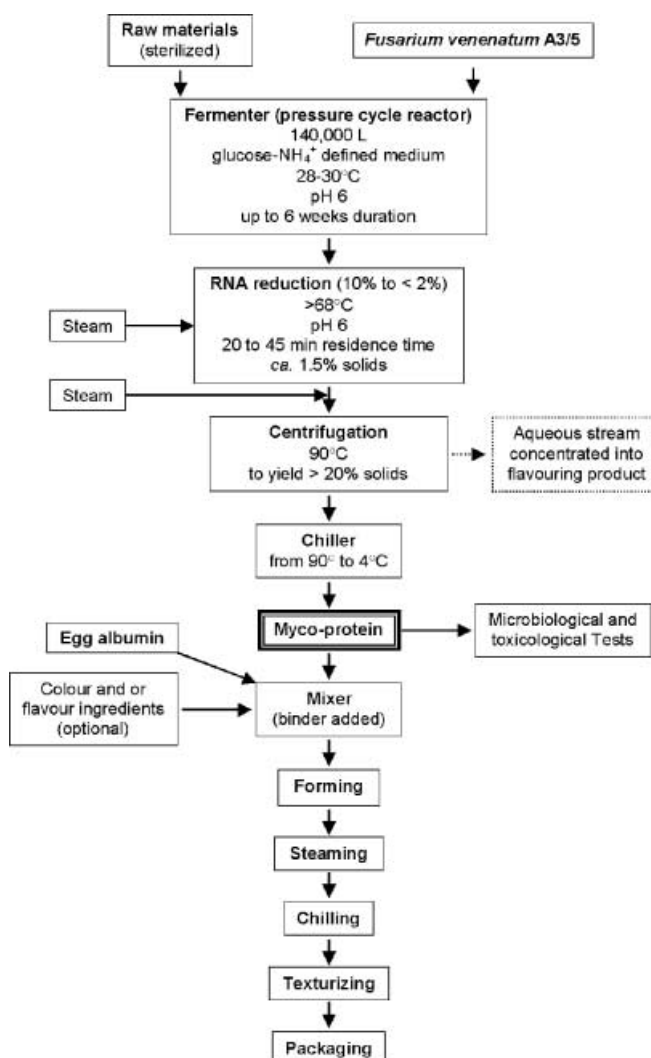 Raw materials
(sterilized)
Fusarium venenatum A3/5
Fermenter (pressure cycle reactor)
140,000 L
glucose-NH₄⁺ defined medium
28-30°C
pH 6
up to 6 weeks duration
RNA reduction (10% to < 2%)
>68°C
pH 6
20 to 45 min residence time
ca. 1.5% solids
Steam
Steam
Centrifugation
90°C
to yield > 20% solids
Aqueous stream
concentrated into
flavouring product
Chiller
from 90° to 4°C
Myco-protein
Microbiological and
toxicological Tests
Egg albumin
Colour and or
flavour ingredients
(optional)
Mixer
(binder added)
Forming
Steaming
Chilling
Texturizing
Packaging